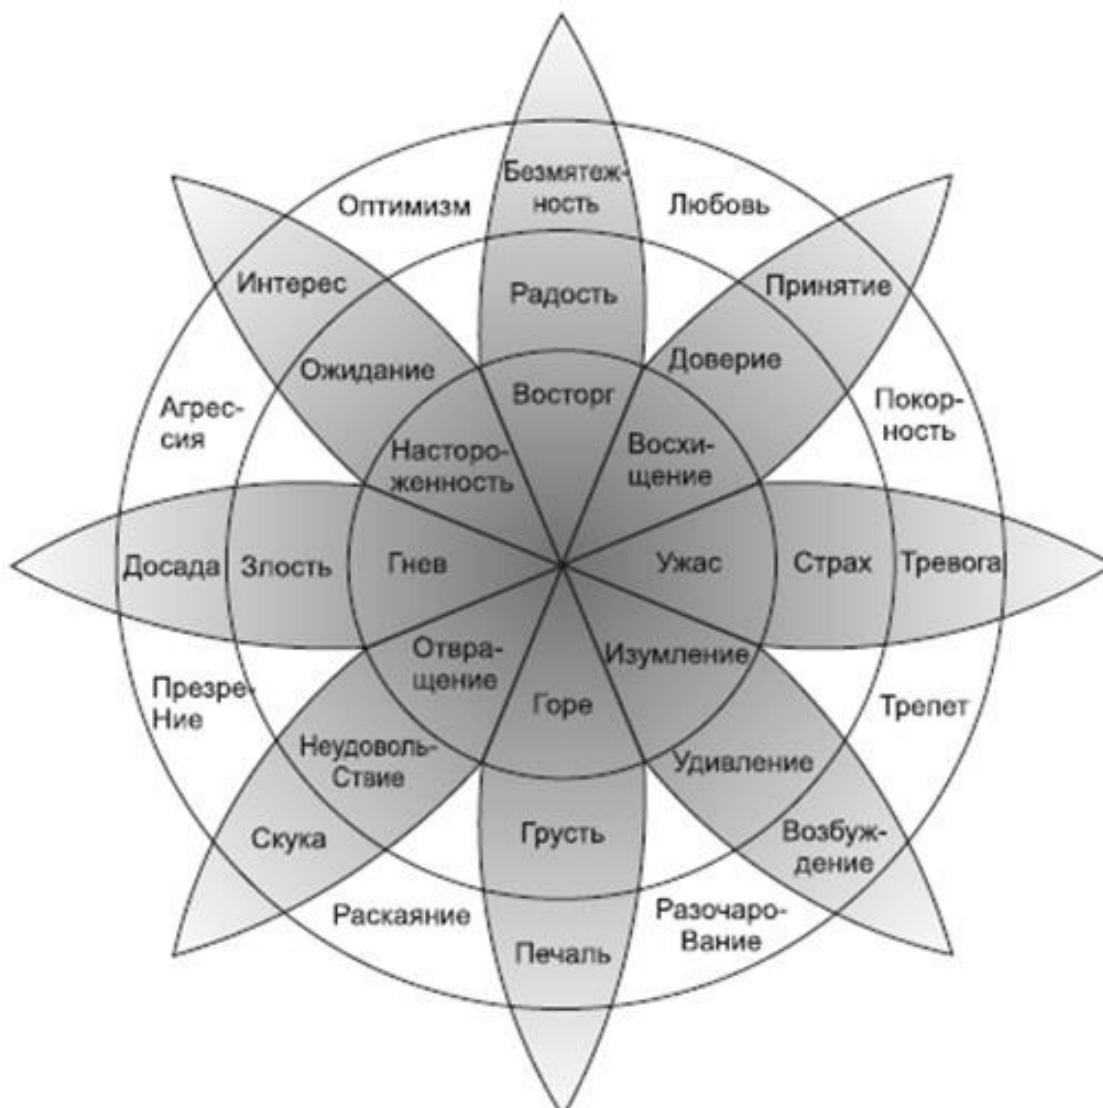 Безмятеж-
ность
Оптимизм
Любовь
Интерес
Радость
Принятие
Ожидание
Доверие
Восторг
Агрес-
сия
Покор-
ность
Насторо-
женность
Восхи-
щение
Досада
Злость
Гнев
Ужас
Страх
Тревога
Отвра-
щение
Изумление
Презре-
Ние
Горе
Трепет
Неудоволь-
Ствие
Удивление
Скука
Грусть
Возбуж-
дение
Раскаяние
Разочаро-
Вание
Печаль